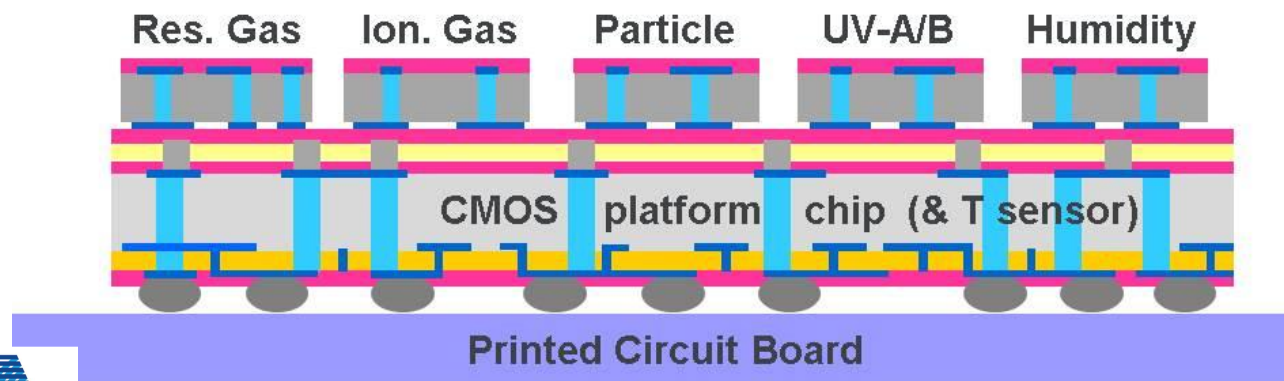 Res. Gas Ion. Gas Particle UV-A/B Humidity
CMOS platform chip (& T sensor)
Printed Circuit Board